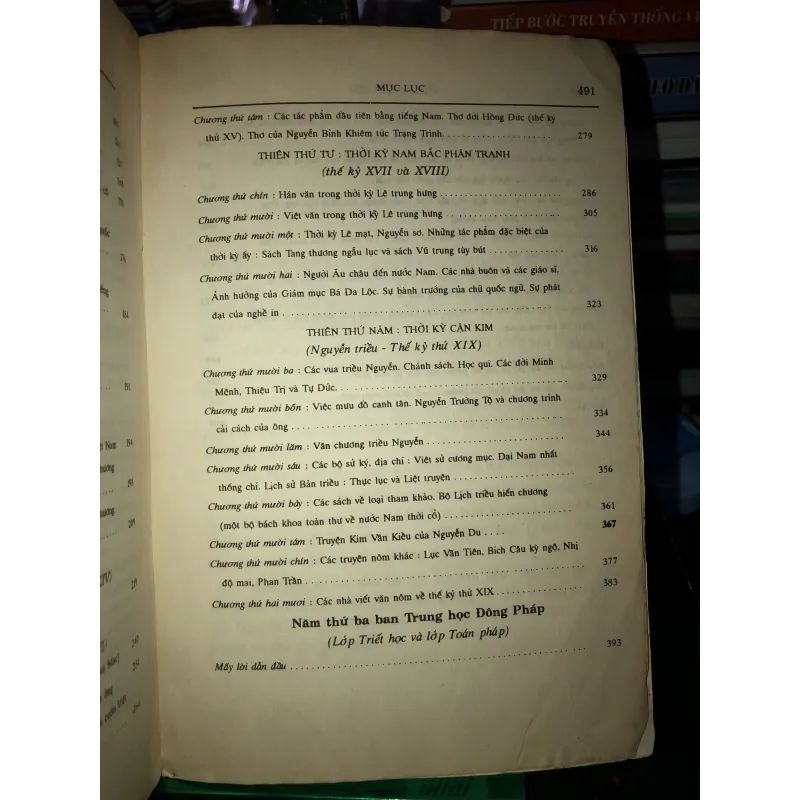 TIẾP BƯỚC TRUYỀN THỐNG
MỤC LỤC 491
Chương thứ tám : Các tác phẩm đầu tiên bằng tiếng Nam. Thơ đời Hồng Đức (thế kỷ
thứ XV). Thơ của Nguyễn Bỉnh Khiêm túc Trạng Trình. 279
THIÊN THỨ TƯ : THỜI KỲ NAM BẮC PHÂN TRANH
(thế kỷ XVII và XVIII)
Chương thứ chín : Hán văn trong thời kỳ Lê trung hưng 286
Chương thứ mười : Việt văn trong thời kỳ Lê trung hưng 305
Chương thứ mười một : Thời kỳ Lê mạt, Nguyễn sơ. Những tác phẩm đặc biệt của
thời kỳ ấy : Sách Tang thương ngẫu lục và sách Vũ trung tùy bút 316
Chương thứ mười hai : Người Âu châu đến nước Nam. Các nhà buôn và các giáo sĩ.
Ảnh hưởng của Giám mục Bá Đa Lộc. Sự bành trướng của chữ quốc ngữ. Sự phát
đạt của nghề in 323
THIÊN THỨ NĂM : THỜI KỲ CẬN KIM
(Nguyễn triều - Thế kỷ thứ XIX)
Chương thứ mười ba : Các vua triều Nguyễn. Chánh sách. Học qui. Các đời Minh
Mệnh, Thiệu Trị và Tự Đức. 329
Chương thứ mười bốn : Việc mưu đồ canh tân. Nguyễn Trường Tộ và chương trình
cải cách của ông 334
Chương thứ mười lăm : Văn chương triều Nguyễn 344
Chương thứ mười sáu : Các bộ sử ký, địa chí : Việt sử cương mục. Đại Nam nhất
thống chí. Lịch sử Bản triều : Thực lục và Liệt truyện 356
Chương thứ mười bảy : Các sách về loại tham khảo. Bộ Lịch triều hiến chương
(một bộ bách khoa toàn thư về nước Nam thời cổ) 361
Chương thứ mười tám : Truyện Kim Vân Kiều của Nguyễn Du 367
Chương thứ mười chín : Các truyện nôm khác : Lục Vân Tiên, Bích Câu kỳ ngộ, Nhị
độ mai, Phan Trần 377
Chương thứ hai mươi : Các nhà viết văn nôm về thế kỷ thứ XIX 383
Năm thứ ba ban Trung học Đông Pháp
(Lớp Triết học và lớp Toán pháp)
Mấy lời dẫn đầu 393